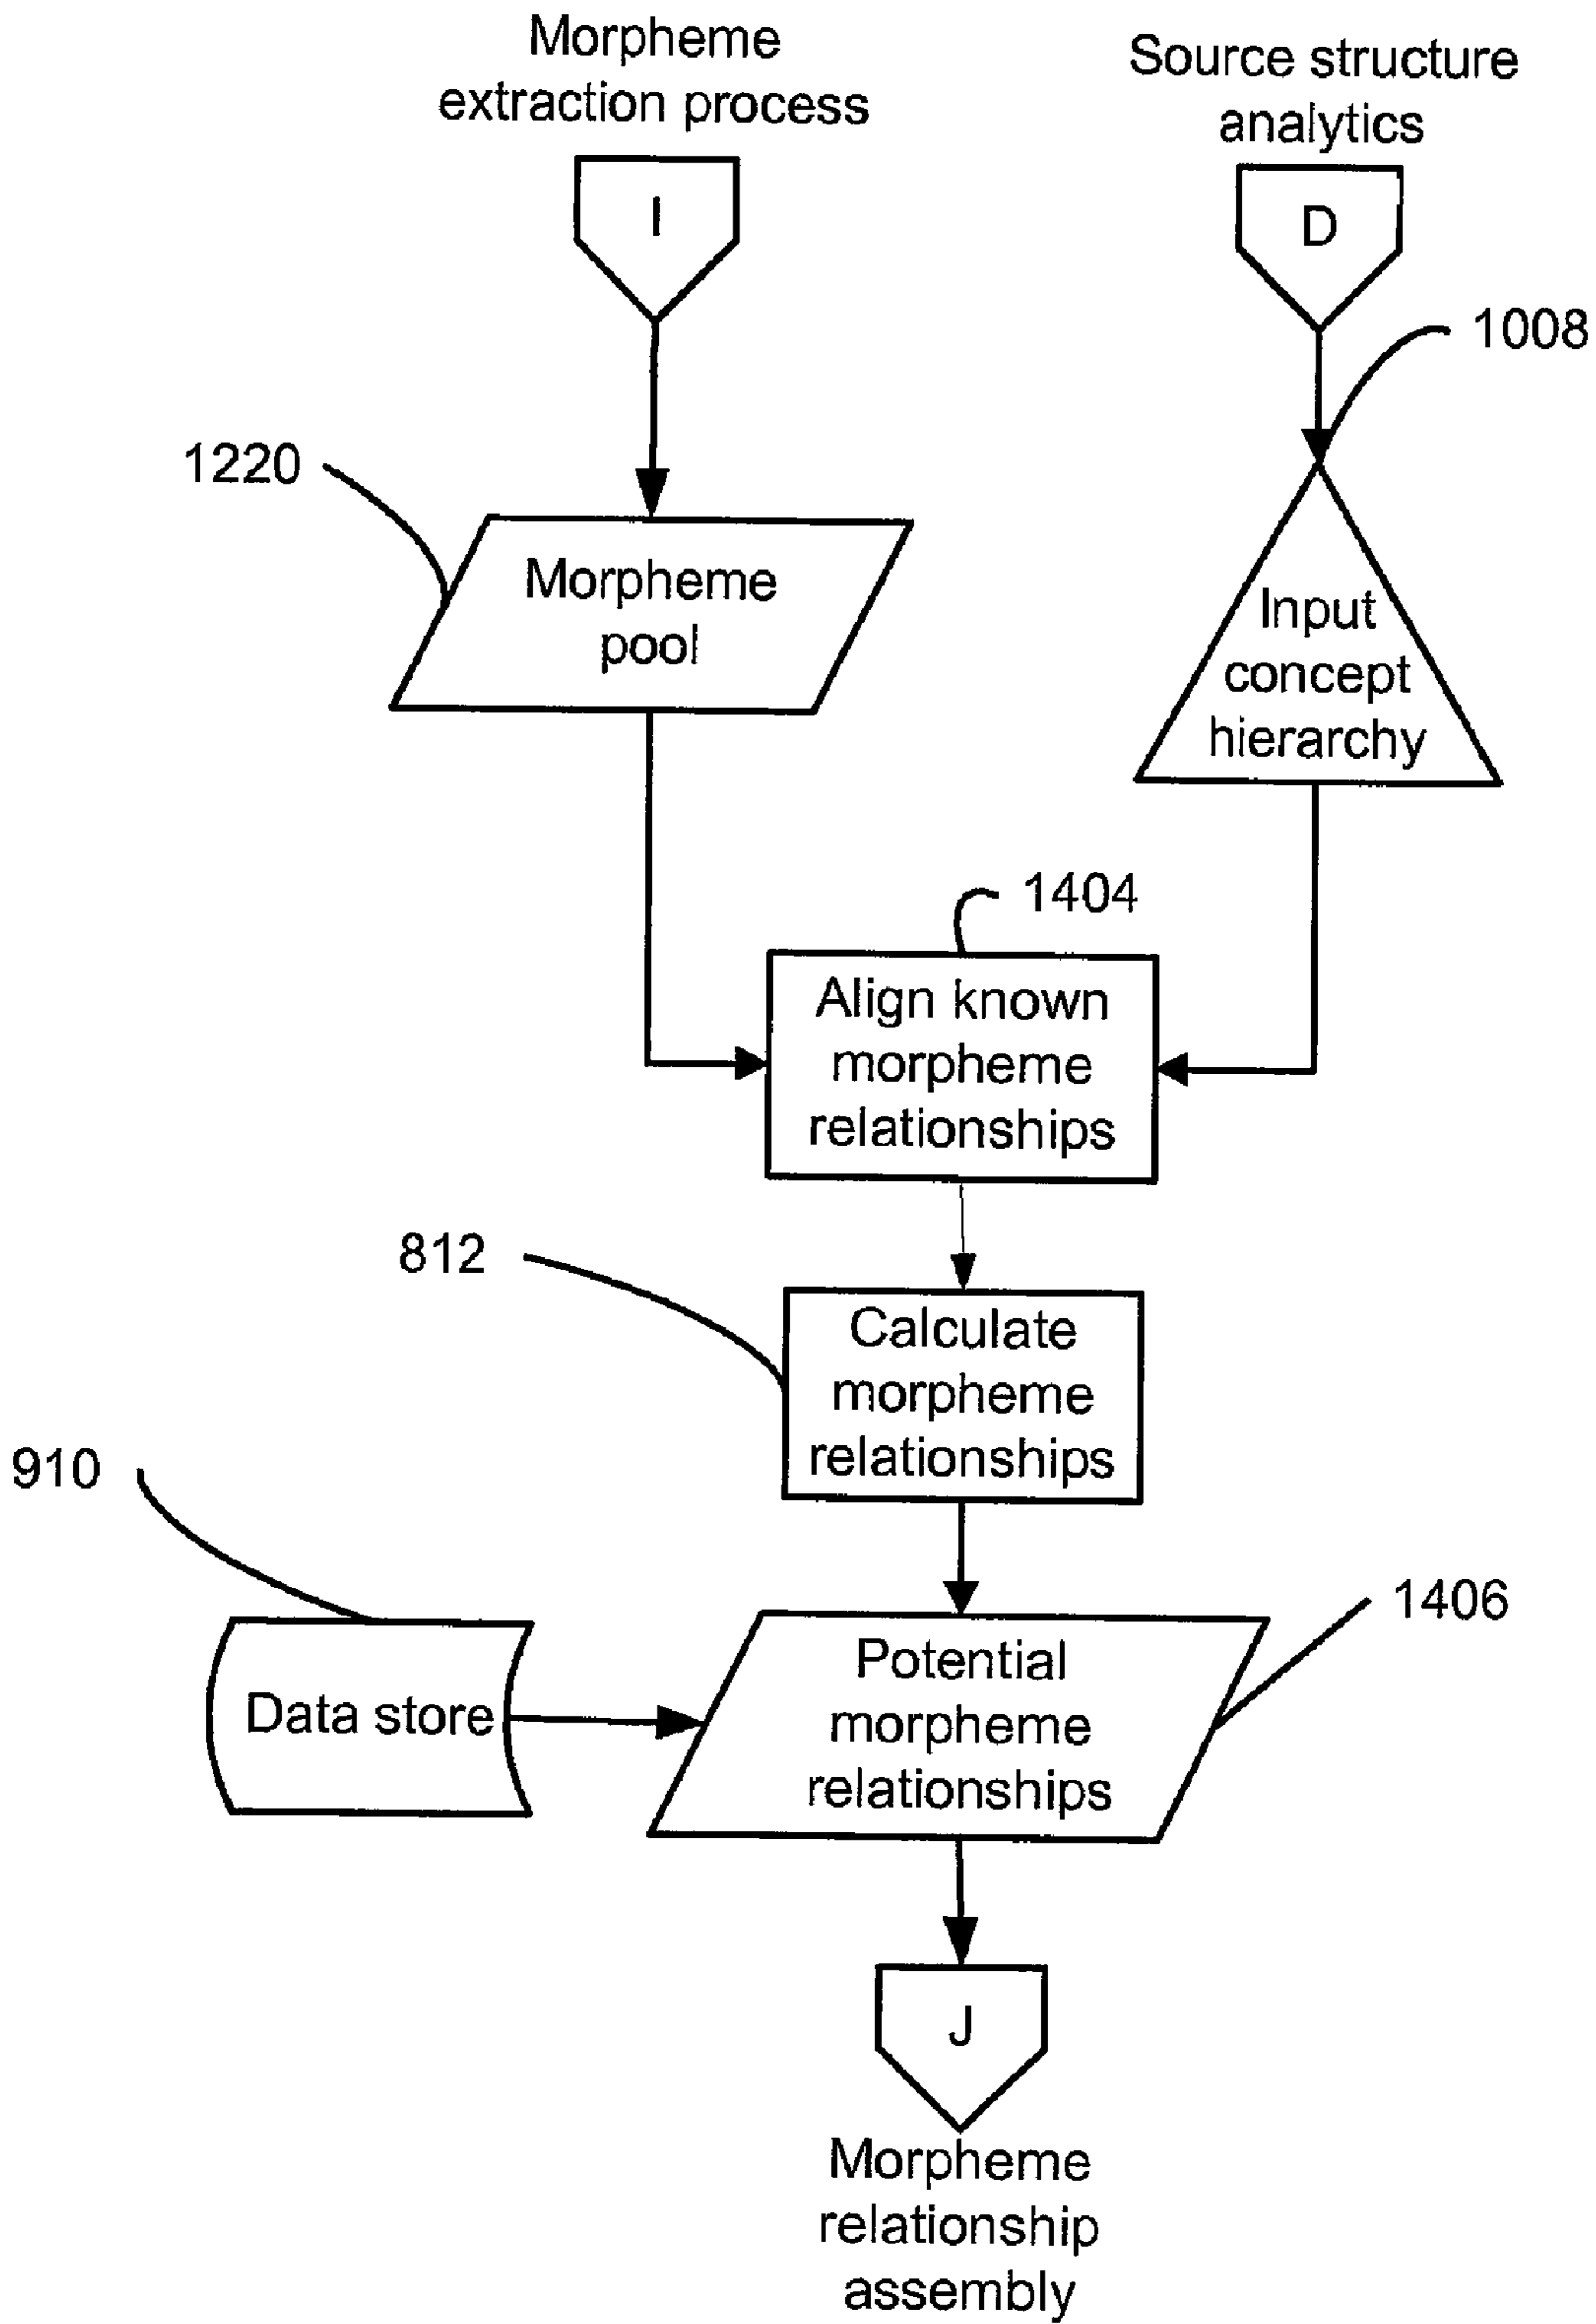 Morpheme
extraction process
Source structure
analytics
I
D
1008
1220
Morpheme
pool
Input
concept
hierarchy
1404
Align known
morpheme
relationships
812
Calculate
morpheme
relationships
910
1406
Data store
Potential
morpheme
relationships
J
Morpheme
relationship
assembly